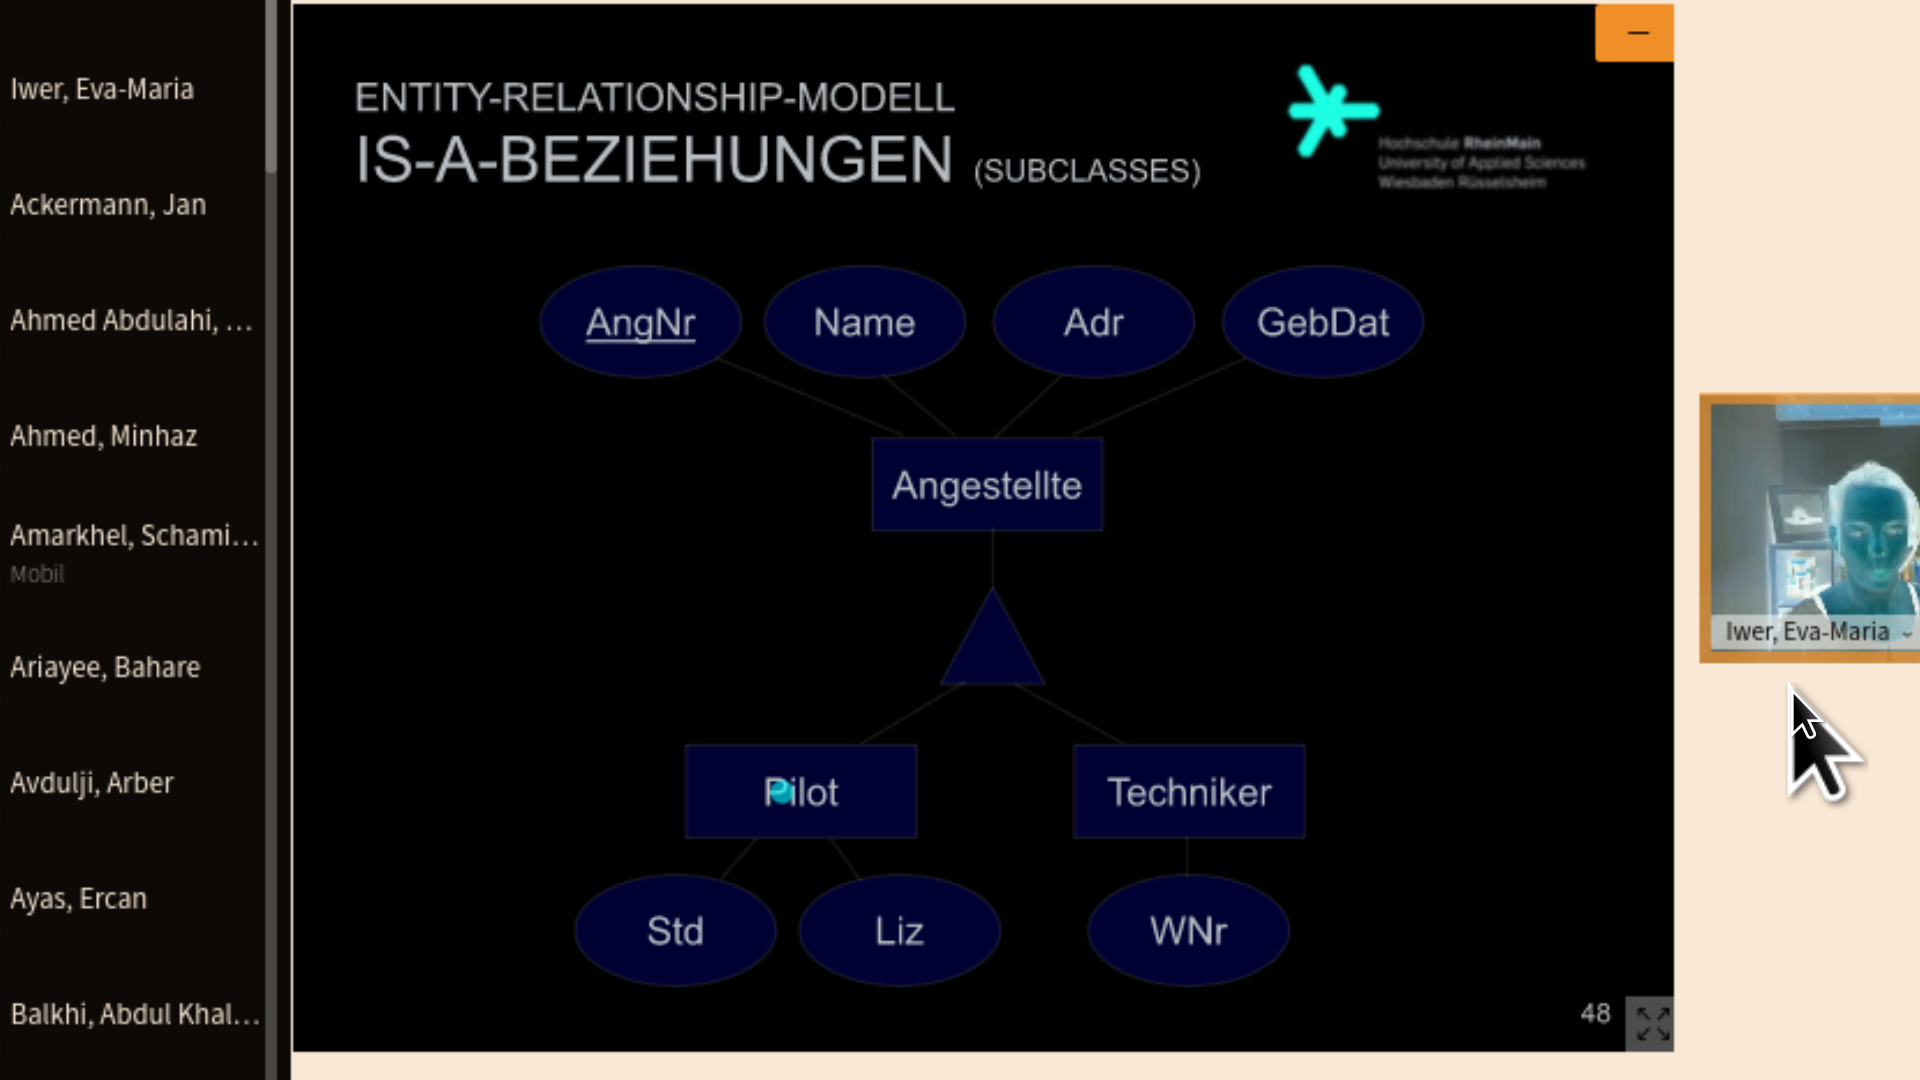 Iwer, Eva-Maria
Ackermann, Jan
Ahmed Abdulahi, …
Ahmed, Minhaz
Amarkhel, Schami…
Mobil
Ariayee, Bahare
Avdulji, Arber
Ayas, Ercan
Balkhi, Abdul Khal…
ENTITY-RELATIONSHIP-MODELL
IS-A-BEZIEHUNGEN (SUBCLASSES)
Hochschule RheinMain
University of Applied Sciences
Wiesbaden Rüsselsheim
AngNr Name Adr GebDat
Angestellte
Pilot Techniker
Std Liz WNr
48
Iwer, Eva-Maria